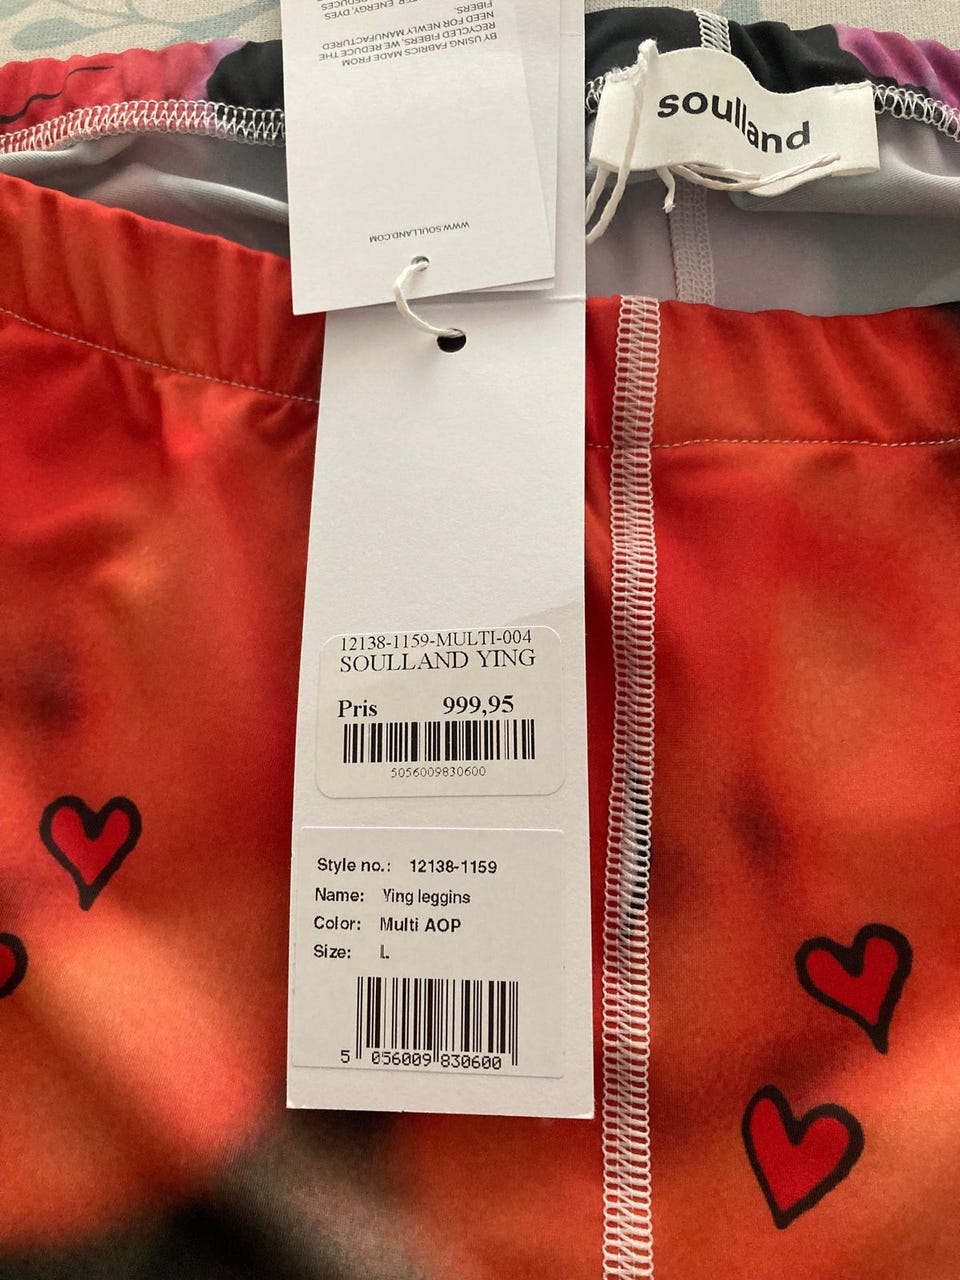 BY USING FABRICS MADE FROM
RECYCLED FIBERS, WE REDUCE THE
NEED FOR NEWLY MANUFACTURED
FIBERS.
ENERGY, DYES
WWW.SOULLAND.COM
soulland
12138-1159-MULTI-004
SOULLAND YING
Pris 999,95
5056009830600
Style no.: 12138-1159
Name: Ying leggins
Color: Multi AOP
Size: L
5 056009 830600